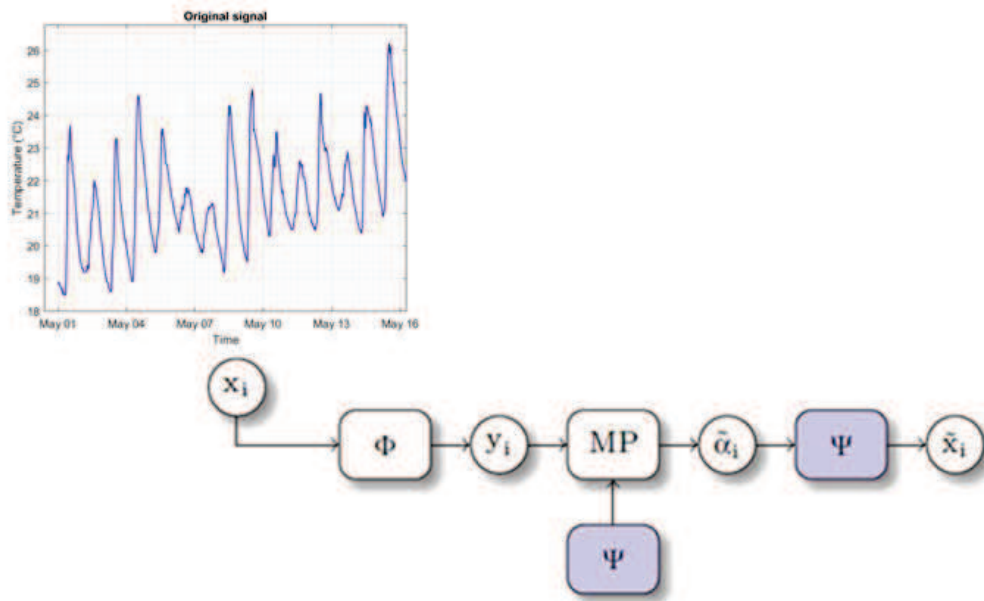 Original signal
Temperature (°C)
26
25
24
23
22
21
20
19
18
May 01 May 04 May 07 May 10 May 13 May 16
Time
xᵢ
Φ yᵢ MP α̃ᵢ Ψ x̃ᵢ
Ψ